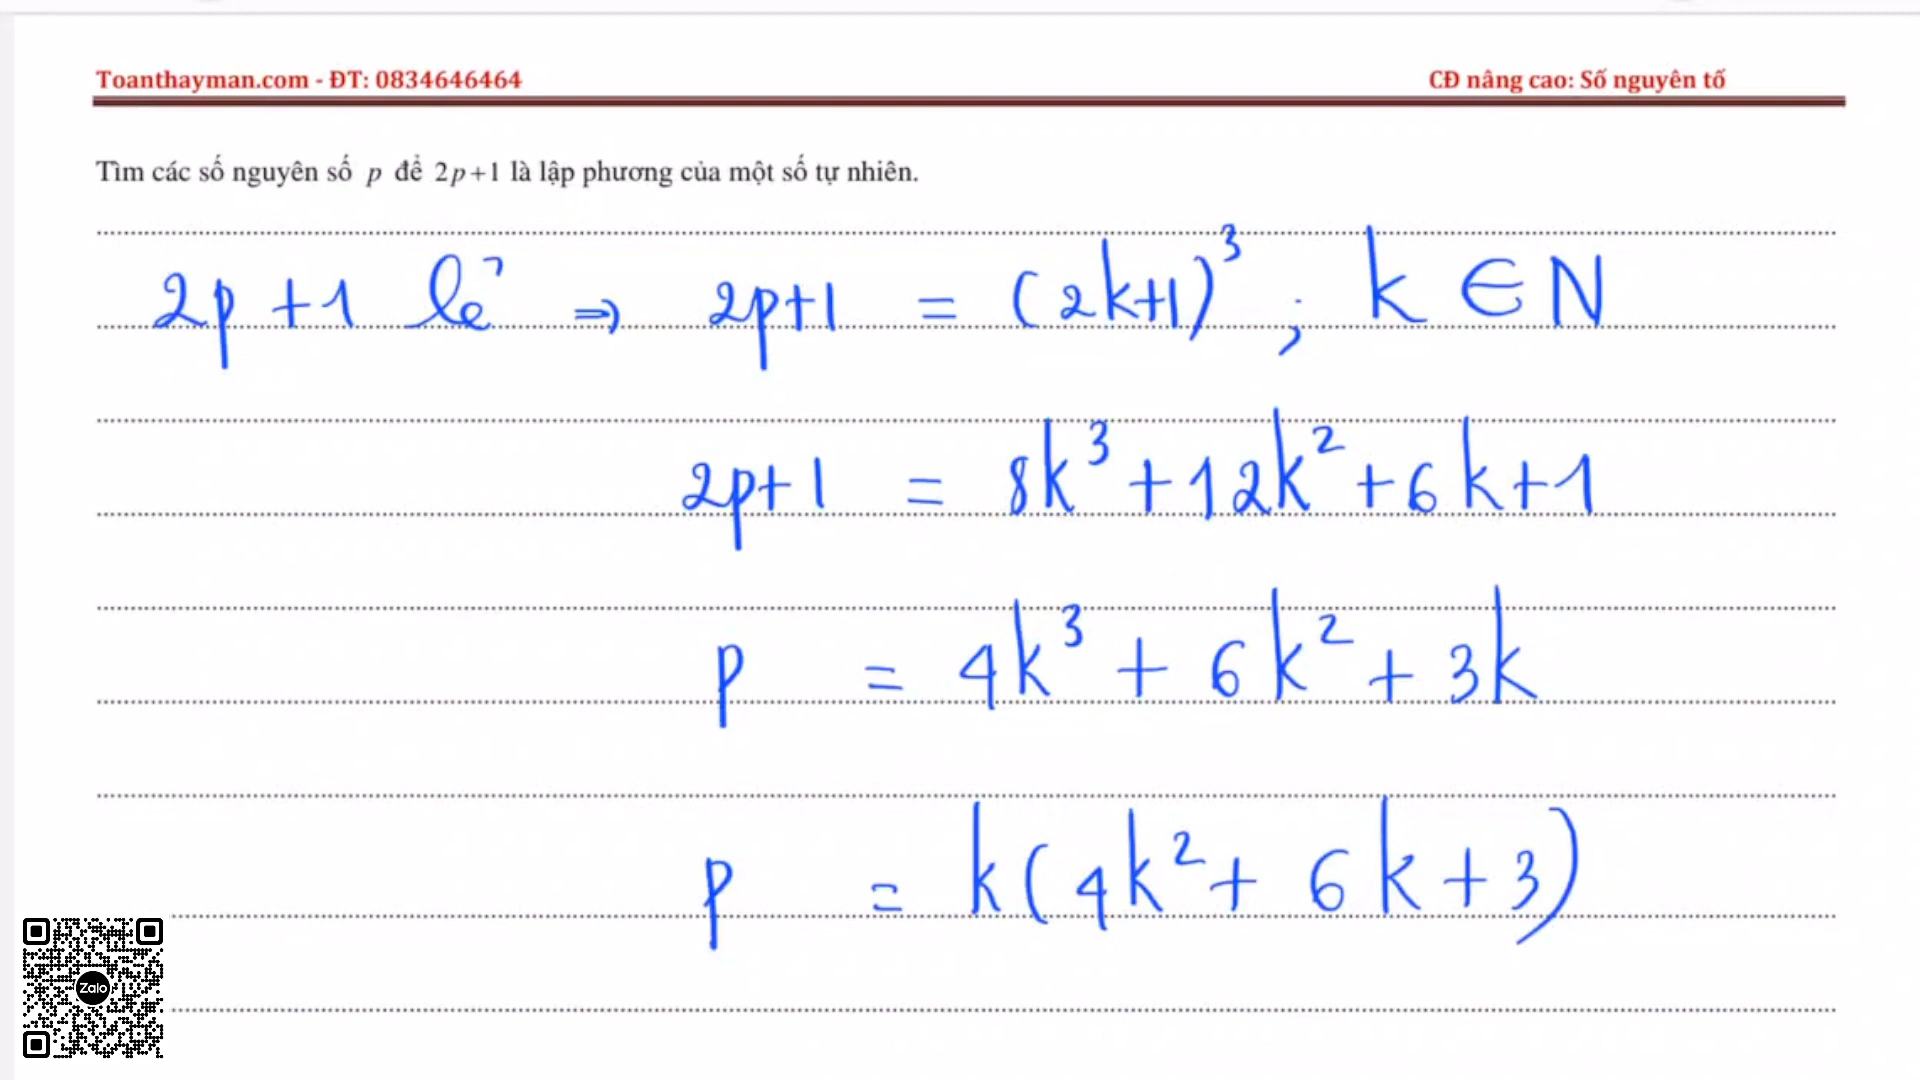 Toanthayman.com - ĐT: 0834646464
CĐ nâng cao: Số nguyên tố
Tìm các số nguyên số p để 2p+1 là lập phương của một số tự nhiên.
2p+1 lẻ ⇒ 2p+1 = (2k+1)³ ; k ∈ N
2p+1 = 8k³ + 12k² + 6k + 1
p = 4k³ + 6k² + 3k
p = k(4k² + 6k + 3)
Zalo